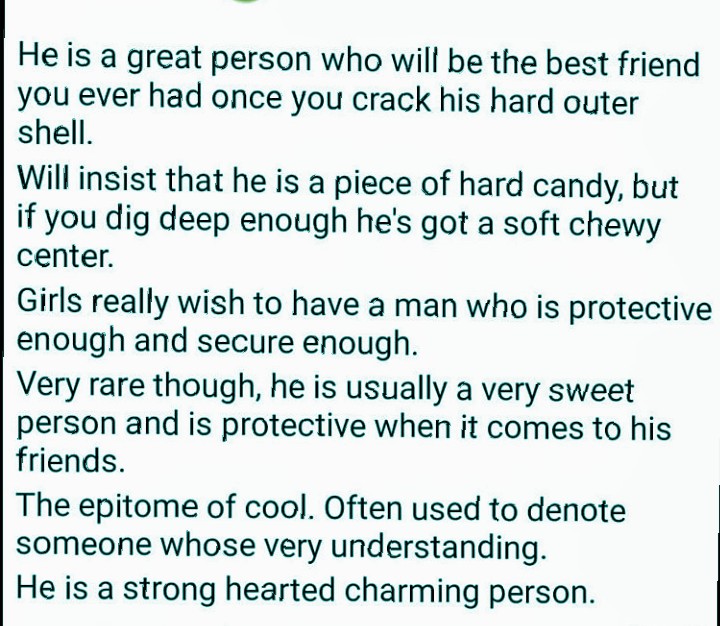 He is a great person who will be the best friend
you ever had once you crack his hard outer
shell.
Will insist that he is a piece of hard candy, but
if you dig deep enough he's got a soft chewy
center.
Girls really wish to have a man who is protective
enough and secure enough.
Very rare though, he is usually a very sweet
person and is protective when it comes to his
friends.
The epitome of cool. Often used to denote
someone whose very understanding.
He is a strong hearted charming person.